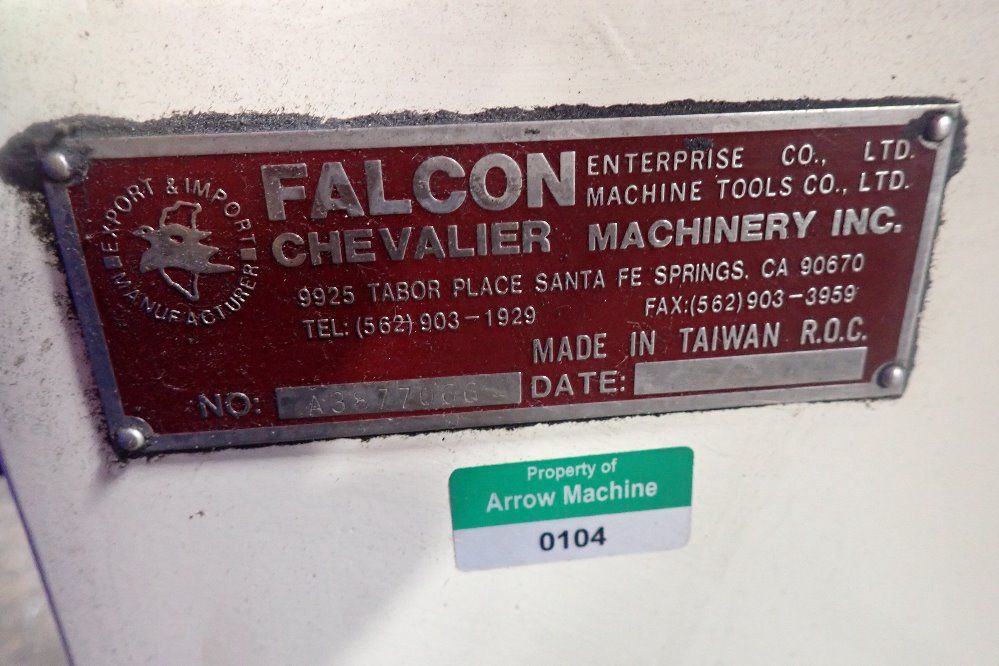 EXPORT & IMPORT
MANUFACTURER
FALCON ENTERPRISE CO., LTD.
MACHINE TOOLS CO., LTD.
CHEVALIER MACHINERY INC.
9925 TABOR PLACE SANTA FE SPRINGS. CA 90670
TEL:(562)903-1929 FAX:(562)903-3959
MADE IN TAIWAN R.O.C.
NO: DATE:
Property of
Arrow Machine
0104